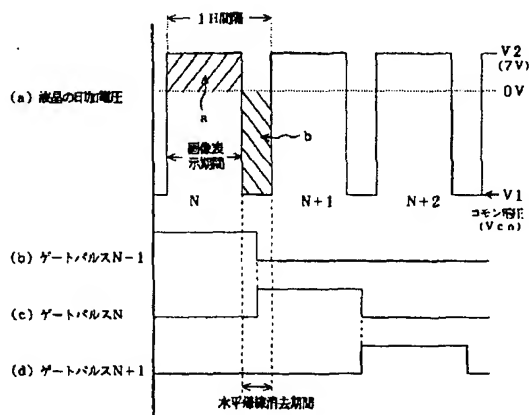 1H間隔
V2
(7V)
0V
(a) 液晶の印加電圧
a
b
画像表
示期間
V1
N
N+1
N+2
コモン電圧
(Vcn)
(b) ゲートパルスN-1
(c) ゲートパルスN
(d) ゲートパルスN+1
水平帰線消去期間